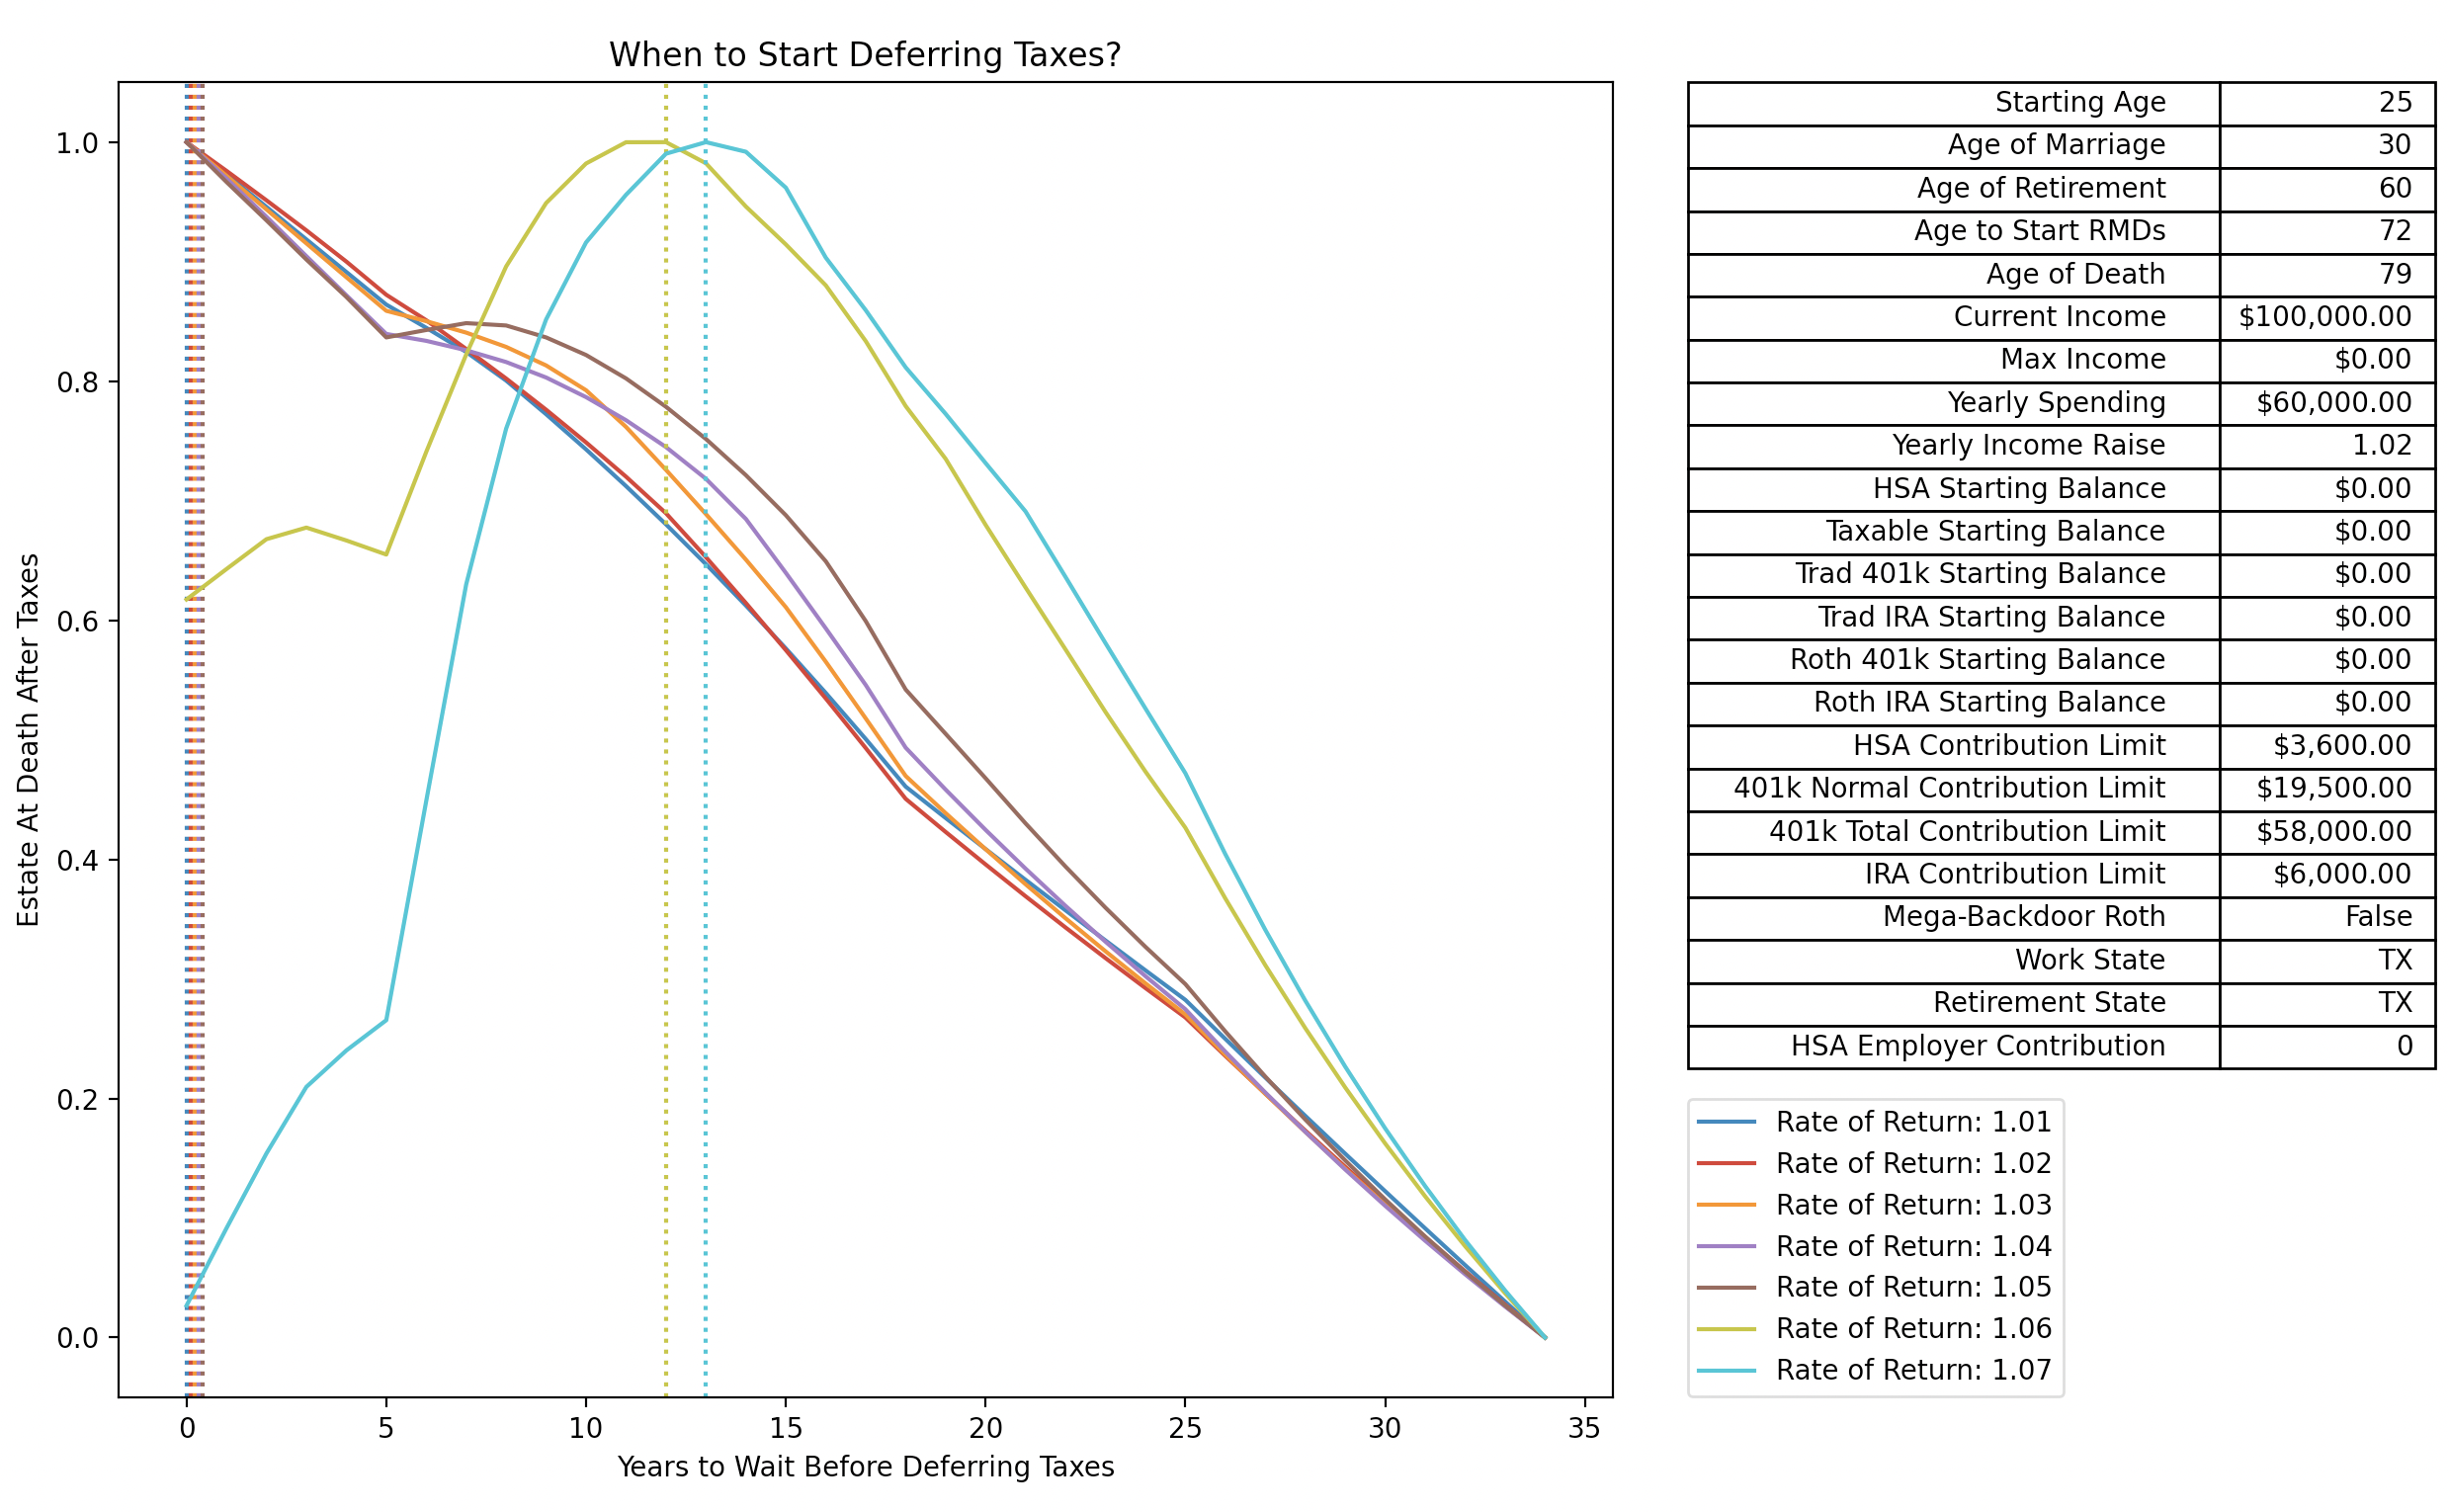 When to Start Deferring Taxes?
Estate At Death After Taxes
1.0
0.8
0.6
0.4
0.2
0.0
0 5 10 15 20 25 30 35
Years to Wait Before Deferring Taxes
Starting Age 25
Age of Marriage 30
Age of Retirement 60
Age to Start RMDs 72
Age of Death 79
Current Income $100,000.00
Max Income $0.00
Yearly Spending $60,000.00
Yearly Income Raise 1.02
HSA Starting Balance $0.00
Taxable Starting Balance $0.00
Trad 401k Starting Balance $0.00
Trad IRA Starting Balance $0.00
Roth 401k Starting Balance $0.00
Roth IRA Starting Balance $0.00
HSA Contribution Limit $3,600.00
401k Normal Contribution Limit $19,500.00
401k Total Contribution Limit $58,000.00
IRA Contribution Limit $6,000.00
Mega-Backdoor Roth False
Work State TX
Retirement State TX
HSA Employer Contribution 0
Rate of Return: 1.01
Rate of Return: 1.02
Rate of Return: 1.03
Rate of Return: 1.04
Rate of Return: 1.05
Rate of Return: 1.06
Rate of Return: 1.07